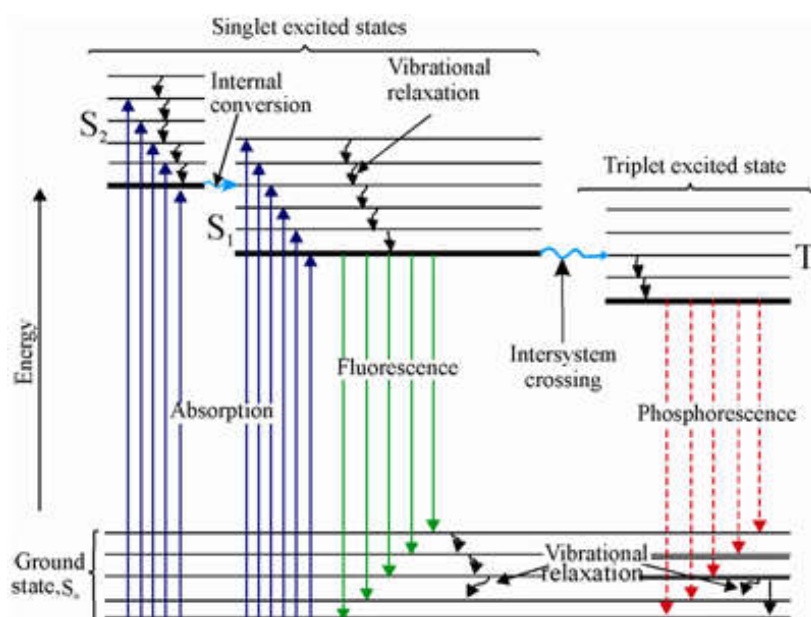 Singlet excited states
Internal
conversion
Vibrational
relaxation
S2
Triplet excited state
S1
T
Energy
Fluorescence
Intersystem
crossing
Absorption
Phosphorescence
Ground
state,S₀
Vibrational
relaxation